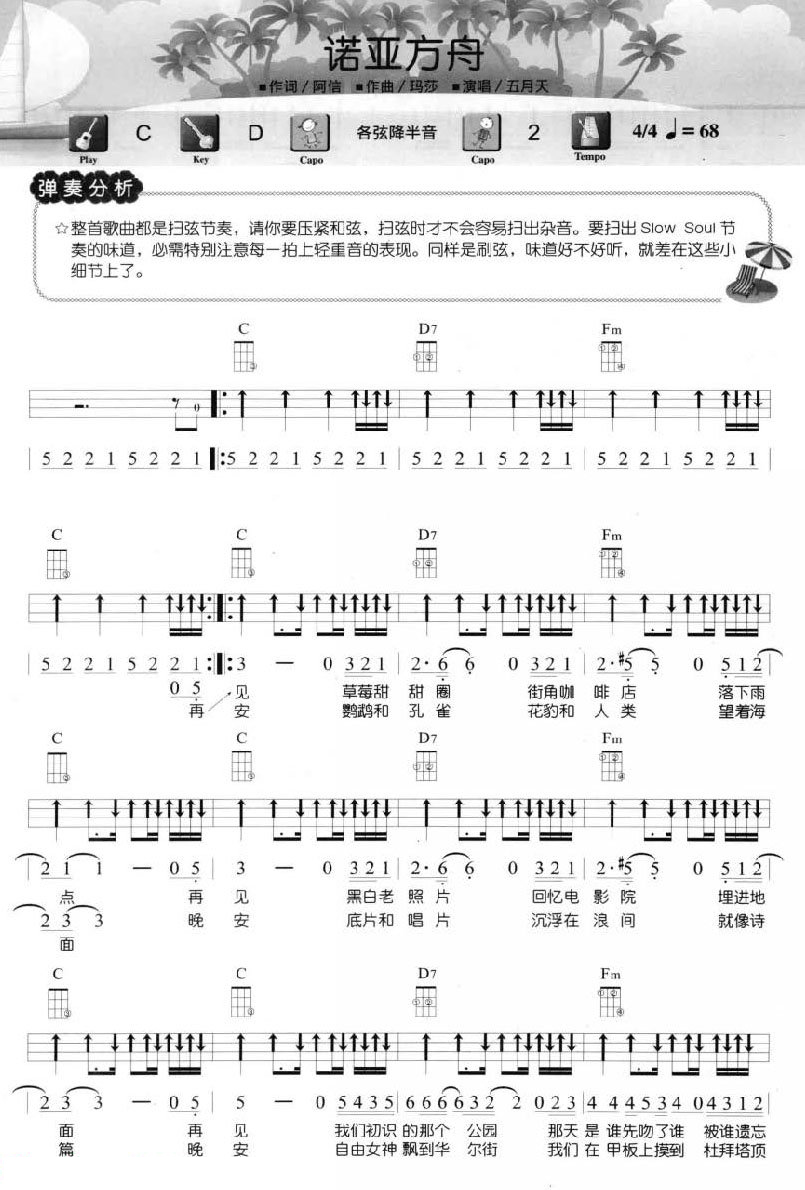 诺亚方舟
■作词/阿信 ■作曲/玛莎 ■演唱/五月天
C D 各弦降半音 2 4/4 ♩= 68
Play Key Capo Capo Tempo
弹奏分析
☆整首歌曲都是扫弦节奏，请你要压紧和弦，扫弦时才不会容易扫出杂音。要扫出 Slow Soul 节
奏的味道，必需特别注意每一拍上轻重音的表现。同样是刷弦，味道好不好听，就差在这些小
细节上了。
C D7 Fm
| 5 2 2 1 5 2 2 1 |: 5 2 2 1 5 2 2 1 | 5 2 2 1 5 2 2 1 | 5 2 2 1 5 2 2 1 |
C C D7 Fm
| 5 2 2 1 5 2 2 1 :|: 3 — 0 3 2 1 | 2· 6 6 0 3 2 1 | 2· #5 5 0 5 1 2 |
0 5 见 草莓甜 甜 圈 街角咖 啡 店 落下雨
再 安 鹦鹉和 孔 雀 花豹和 人 类 望着海
C C D7 Fm
| 2 1 1 — 0 5 | 3 — 0 3 2 1 | 2· 6 6 0 3 2 1 | 2· #5 5 0 5 1 2 |
点 再 见 黑白老 照 片 回忆电 影 院 埋进地
2 3 3 晚 安 底片和 唱 片 沉浮在 浪 间 就像诗
面
C C D7 Fm
| 2 3 3 — 0 5 | 5 — 0 5 4 3 5 | 6 6 6 6 6 3 2 2 0 2 3 | 4 4 4 5 3 4 0 4 3 1 2 |
面 再 见 我们初识 的那个 公园 那天 是 谁先吻了谁 被谁遗忘
篇 晚 安 自由女神 飘到华 尔街 我们 在 甲板上摸到 杜拜塔顶